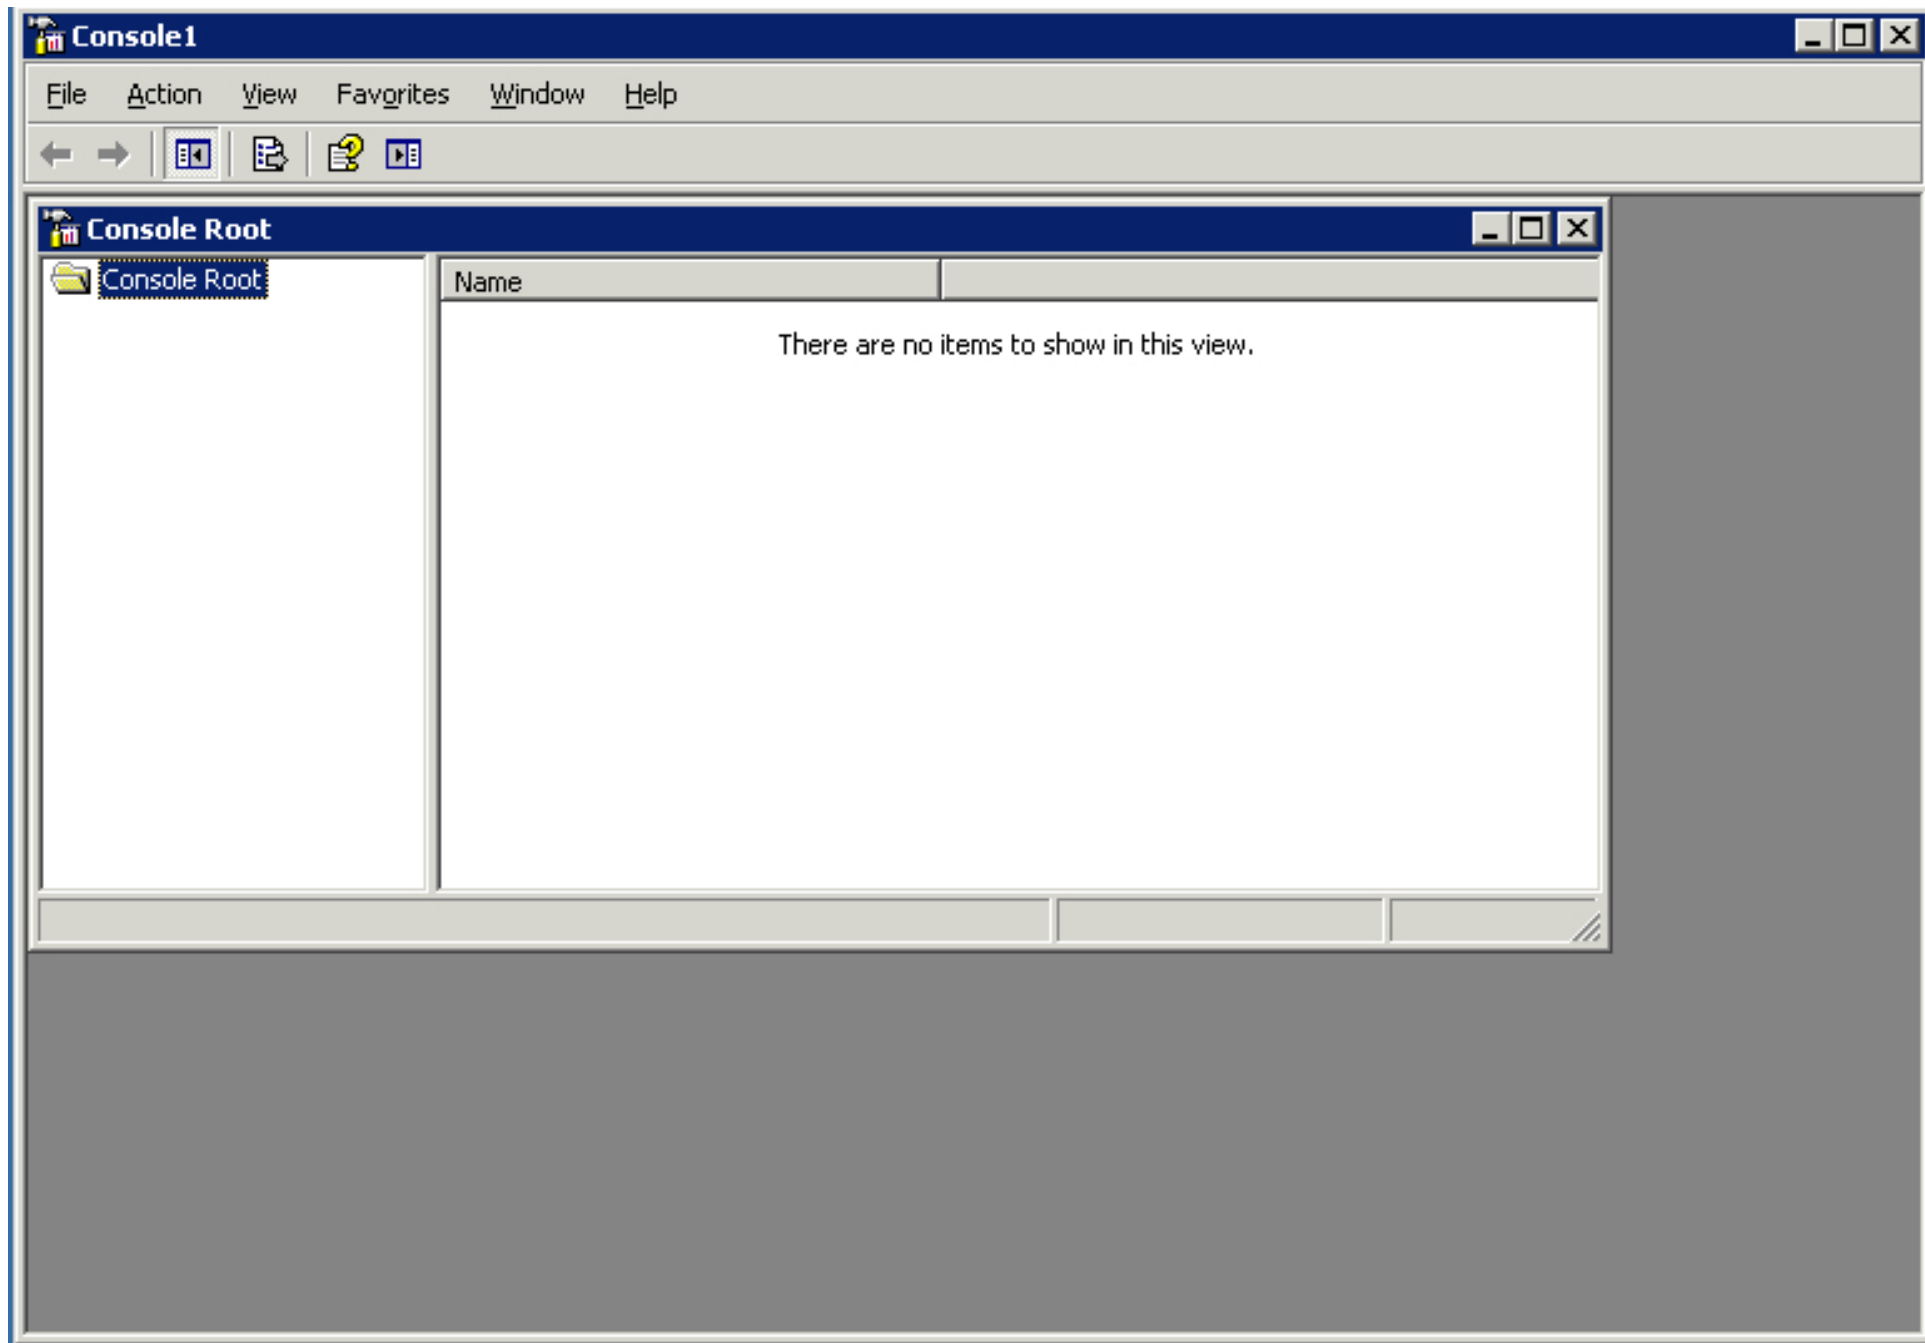 Console1
File Action View Favorites Window Help
Console Root
Console Root
Name
There are no items to show in this view.